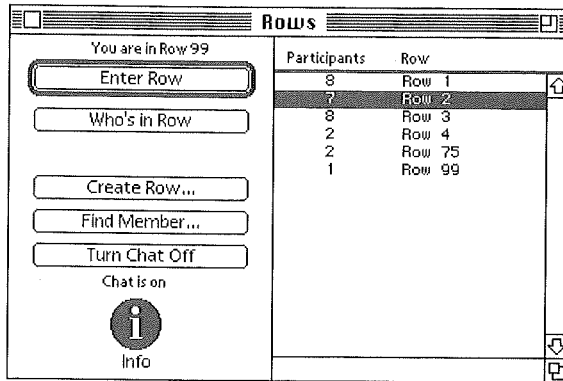 Rows
You are in Row 99
Enter Row
Who's in Row
Create Row...
Find Member...
Turn Chat Off
Chat is on
i
Info
Participants Row
8 Row 1
7 Row 2
8 Row 3
2 Row 4
2 Row 75
1 Row 99